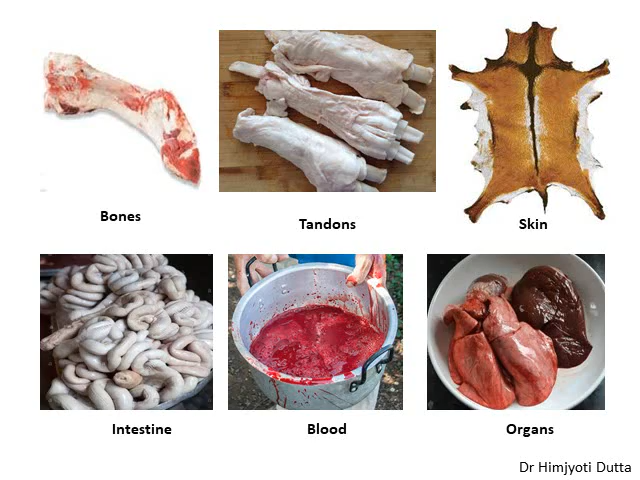 Bones
Tandons
Skin
Intestine
Blood
Organs
Dr Himjyoti Dutta